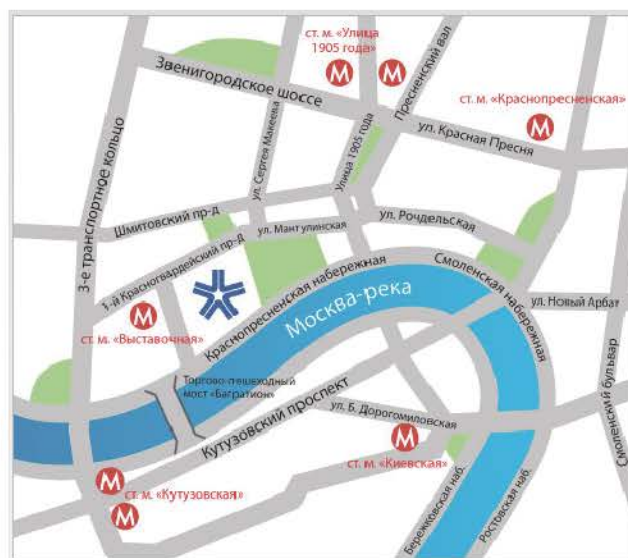 ст. м. «Улица
1905 года»
М
М
Звенигородское шоссе
Пресненский вал
ст. м. «Краснопресненская»
М
ул. Красная Пресня
3-е транспортное кольцо
ул. Сергея Макеева
Улица 1905 года
Шмитовский пр-д
ул. Мантулинская
ул. Рочдельская
1-й Красногвардейский пр-д
Краснопресненская набережная
Смоленская набережная
Москва-река
ул. Новый Арбат
М
ст. м. «Выставочная»
Торгово-пешеходный
мост «Багратион»
Кутузовский проспект
ул. Б. Дорогомиловская
Смоленский бульвар
М
ст. м. «Киевская»
М
ст. м. «Кутузовская»
М
Бережковская наб.
Ростовская наб.